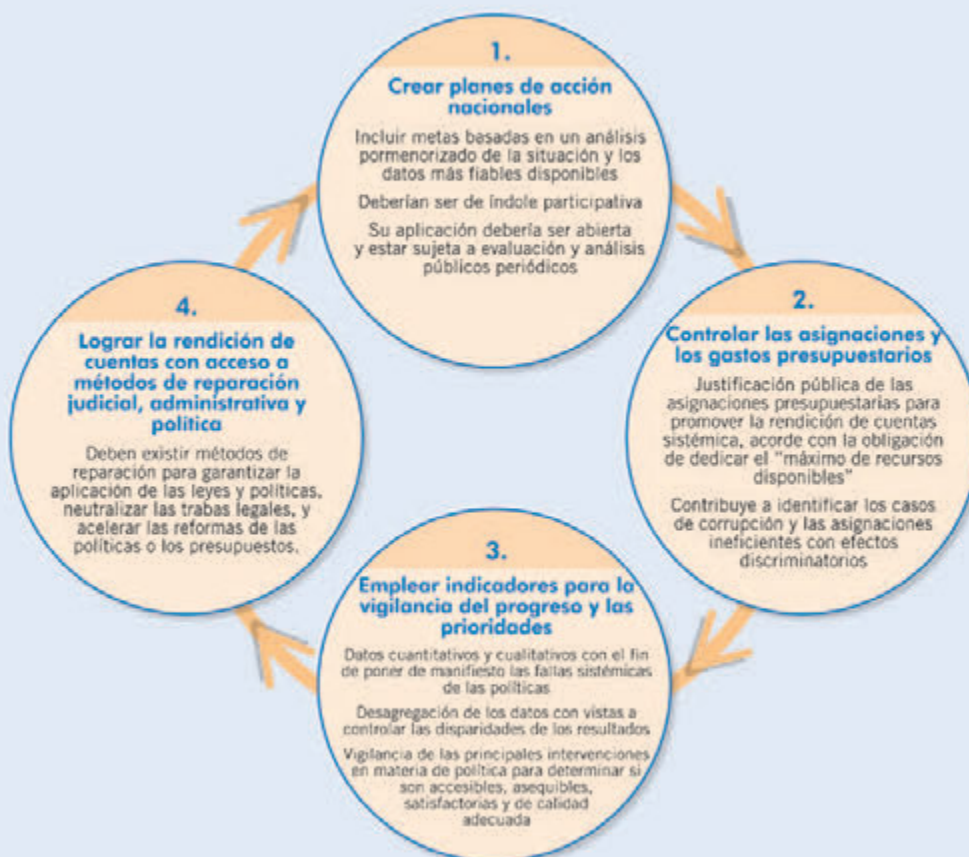 1.
Crear planes de acción
nacionales
Incluir metas basadas en un análisis
pormenorizado de la situación y los
datos más fiables disponibles
Deberían ser de índole participativa
Su aplicación debería ser abierta
y estar sujeta a evaluación y análisis
públicos periódicos
2.
Controlar las asignaciones y
los gastos presupuestarios
Justificación pública de las
asignaciones presupuestarias para
promover la rendición de cuentas
sistémica, acorde con la obligación
de dedicar el "máximo de recursos
disponibles"
Contribuye a identificar los casos
de corrupción y las asignaciones
ineficientes con efectos
discriminatorios
3.
Emplear indicadores para la
vigilancia del progreso y las
prioridades
Datos cuantitativos y cualitativos con el fin
de poner de manifiesto las fallas sistémicas
de las políticas
Desagregación de los datos con vistas a
controlar las disparidades de los resultados
Vigilancia de las principales intervenciones
en materia de política para determinar si
son accesibles, asequibles,
satisfactorias y de calidad
adecuada
4.
Lograr la rendición de
cuentas con acceso a
métodos de reparación
judicial, administrativa y
política
Deben existir métodos de
reparación para garantizar la
aplicación de las leyes y políticas,
neutralizar las trabas legales, y
acelerar las reformas de las
políticas o los presupuestos.